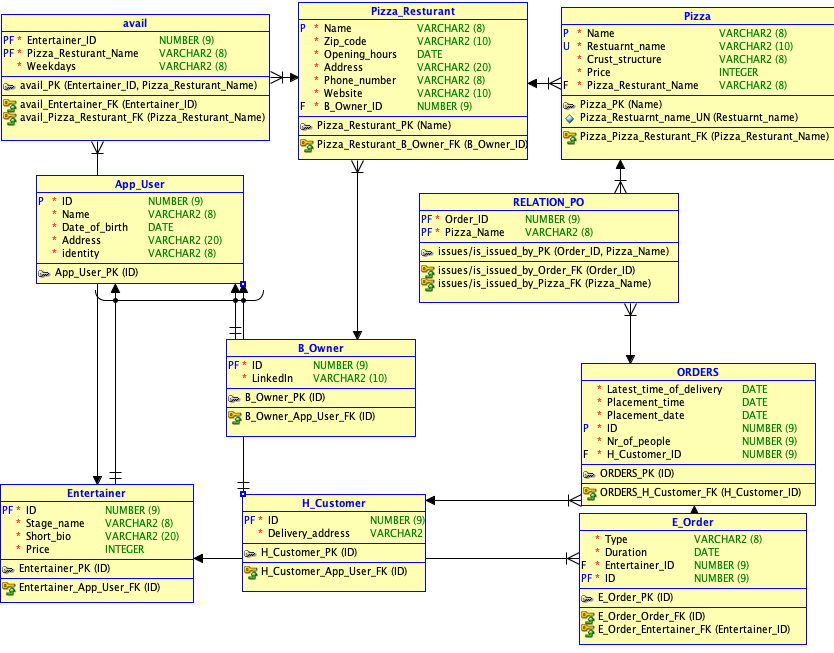 avail
PF * Entertainer_ID NUMBER (9)
PF * Pizza_Resturant_Name VARCHAR2 (8)
* Weekdays VARCHAR2 (8)
avail_PK (Entertainer_ID, Pizza_Resturant_Name)
avail_Entertainer_FK (Entertainer_ID)
avail_Pizza_Resturant_FK (Pizza_Resturant_Name)
Pizza_Resturant
P * Name VARCHAR2 (8)
* Zip_code VARCHAR2 (10)
* Opening_hours DATE
* Address VARCHAR2 (20)
* Phone_number VARCHAR2 (8)
* Website VARCHAR2 (10)
F * B_Owner_ID NUMBER (9)
Pizza_Resturant_PK (Name)
Pizza_Resturant_B_Owner_FK (B_Owner_ID)
Pizza
P * Name VARCHAR2 (8)
U * Restuarnt_name VARCHAR2 (10)
* Crust_structure VARCHAR2 (8)
* Price INTEGER
F * Pizza_Resturant_Name VARCHAR2 (8)
Pizza_PK (Name)
Pizza_Restuarnt_name_UN (Restuarnt_name)
Pizza_Pizza_Resturant_FK (Pizza_Resturant_Name)
App_User
P * ID NUMBER (9)
* Name VARCHAR2 (8)
* Date_of_birth DATE
* Address VARCHAR2 (20)
* identity VARCHAR2 (8)
App_User_PK (ID)
RELATION_PO
PF * Order_ID NUMBER (9)
PF * Pizza_Name VARCHAR2 (8)
issues/is_issued_by_PK (Order_ID, Pizza_Name)
issues/is_issued_by_Order_FK (Order_ID)
issues/is_issued_by_Pizza_FK (Pizza_Name)
B_Owner
PF * ID NUMBER (9)
* LinkedIn VARCHAR2 (10)
B_Owner_PK (ID)
B_Owner_App_User_FK (ID)
ORDERS
* Latest_time_of_delivery DATE
* Placement_time DATE
* Placement_date DATE
P * ID NUMBER (9)
* Nr_of_people NUMBER (9)
F * H_Customer_ID NUMBER (9)
ORDERS_PK (ID)
ORDERS_H_Customer_FK (H_Customer_ID)
Entertainer
PF * ID NUMBER (9)
* Stage_name VARCHAR2 (8)
* Short_bio VARCHAR2 (20)
* Price INTEGER
Entertainer_PK (ID)
Entertainer_App_User_FK (ID)
H_Customer
PF * ID NUMBER (9)
* Delivery_address VARCHAR2
H_Customer_PK (ID)
H_Customer_App_User_FK (ID)
E_Order
* Type VARCHAR2 (8)
* Duration DATE
F * Entertainer_ID NUMBER (9)
PF * ID NUMBER (9)
E_Order_PK (ID)
E_Order_Order_FK (ID)
E_Order_Entertainer_FK (Entertainer_ID)